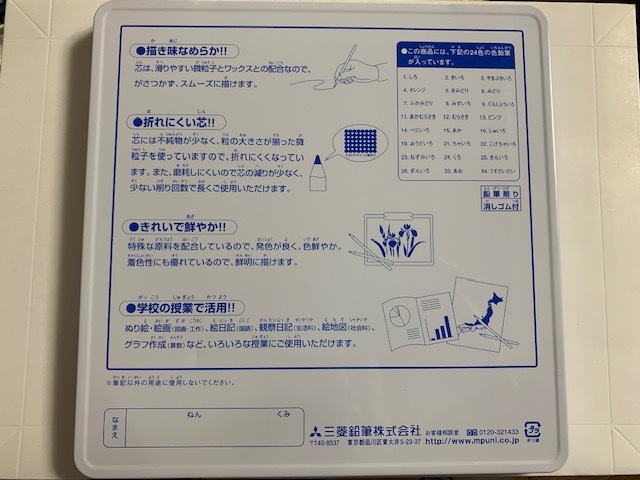 ●描き味なめらか!!
芯は、滑りやすい微粒子とワックスとの配合なので、
がさつかず、スムーズに描けます。
●折れにくい芯!!
芯には不純物が少なく、粒の大きさが揃った微
粒子を使っていますので、折れにくくなってい
ます。また、磨耗しにくいので芯の減りが少なく、
少ない削り回数で長くご使用いただけます。
●きれいで鮮やか!!
特殊な原料を配合しているので、発色が良く、色鮮やか。
着色性にも優れているので、鮮明に描けます。
●学校の授業で活用!!
ぬり絵・絵画(図画・工作)、絵日記(国語)、観察日記(生活科)、絵地図(社会科)、
グラフ作成(算数)など、いろいろな授業にご使用いただけます。
●この商品には、下記の24色の色鉛筆
が入っています。
1. しろ 2. きいろ 3. やまぶきいろ
4. オレンジ 5. きみどり 6. みどり
7. ふかみどり 8. みずいろ 9. ぐんじょういろ
11. あかむらさき 12. むらさき 13. ピンク
14. べにいろ 15. あか 16. しゅいろ
19. おうどいろ 21. ちゃいろ 22. こげちゃいろ
23. ねずみいろ 24. くろ 25. きんいろ
26. ぎんいろ 33. あお 54. うすだいだい
鉛筆削り
消しゴム付
※筆記以外の用途に使用しないでください。
なまえ
ねん くみ
三菱鉛筆株式会社 お客様相談室 0120-321433
〒140-8537 東京都品川区東大井5-23-37 http://www.mpuni.co.jp
プラ